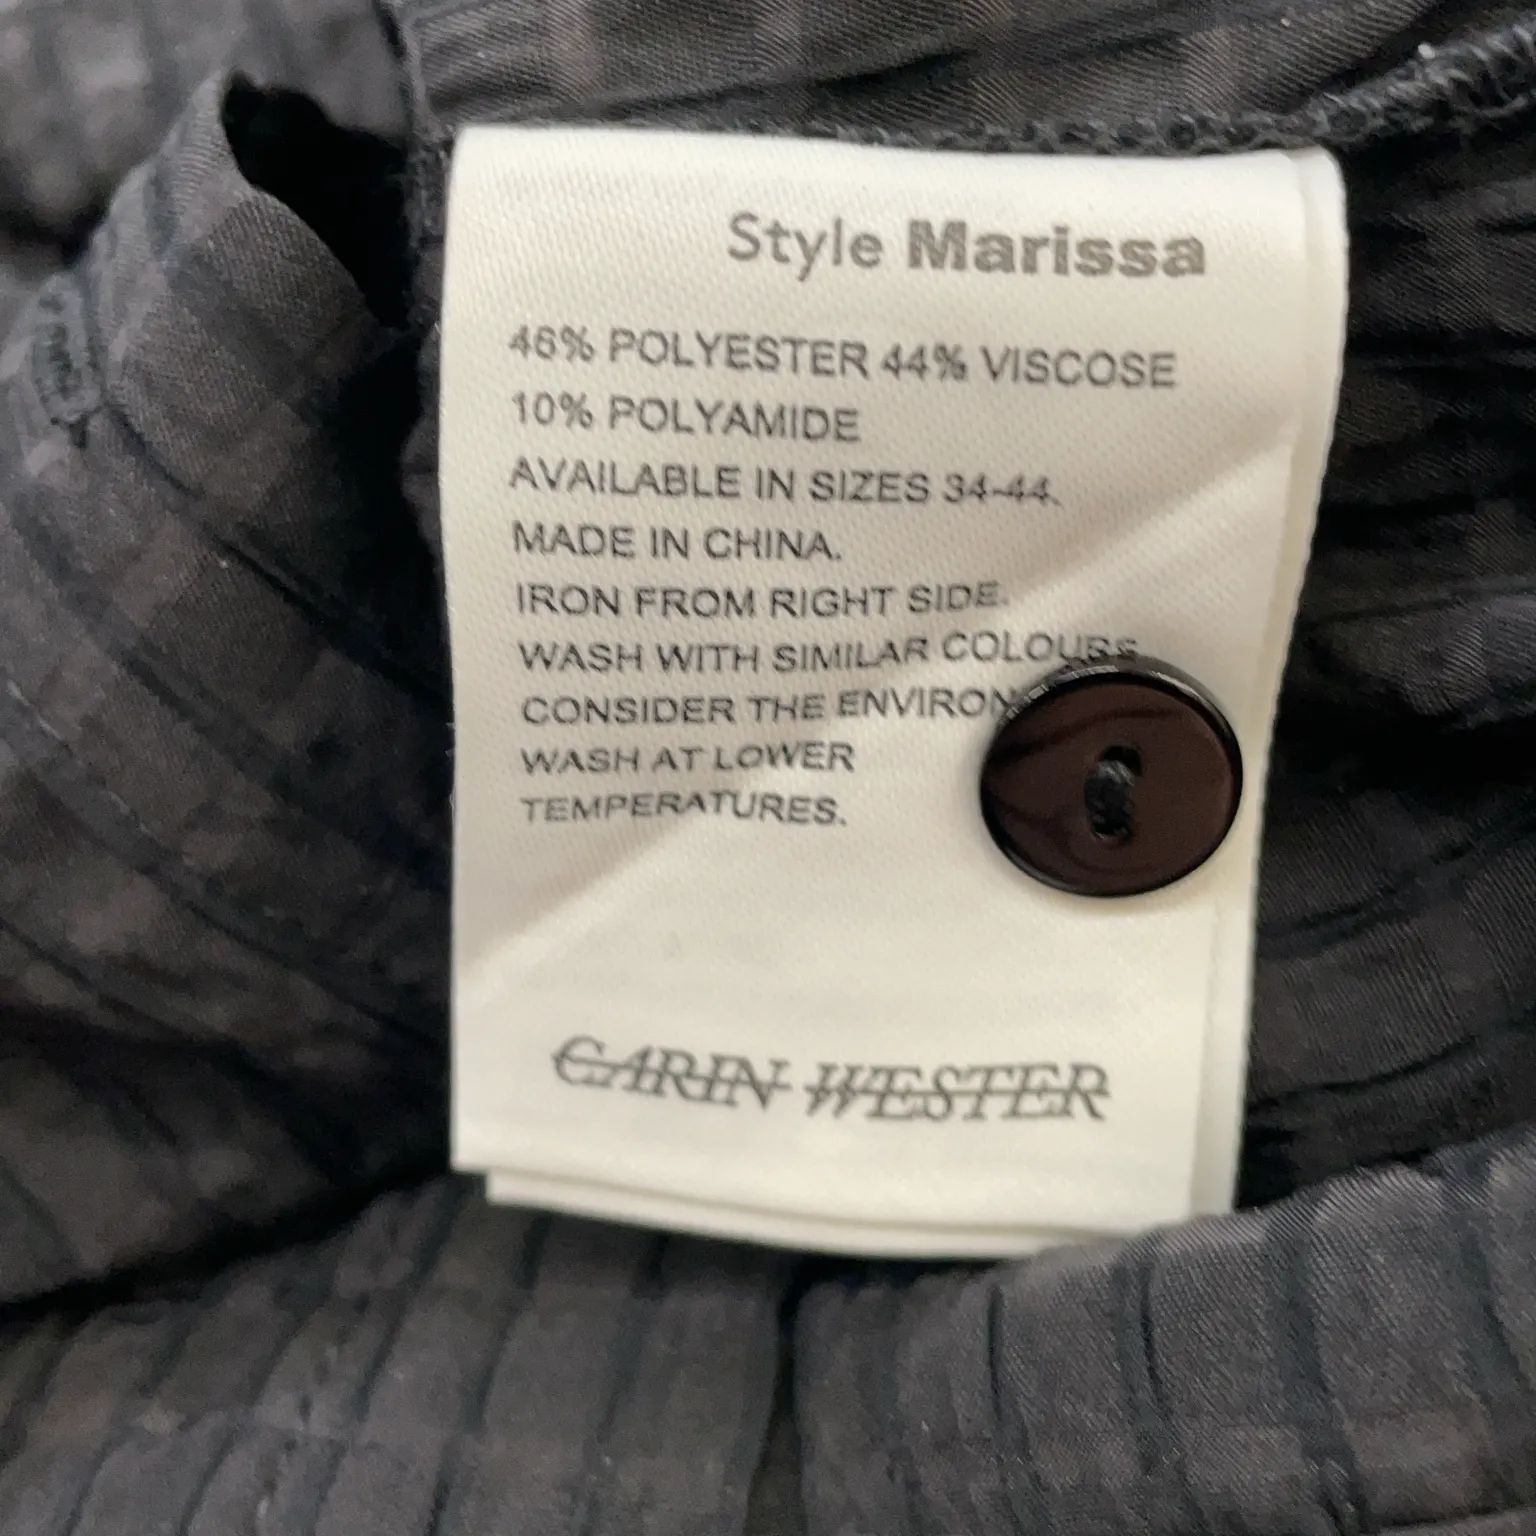 Style Marissa
46% POLYESTER 44% VISCOSE
10% POLYAMIDE
AVAILABLE IN SIZES 34-44.
MADE IN CHINA.
IRON FROM RIGHT SIDE.
WASH WITH SIMILAR COLOURS
CONSIDER THE
WASH AT LOWER
TEMPERATURES.
CARIN WESTER